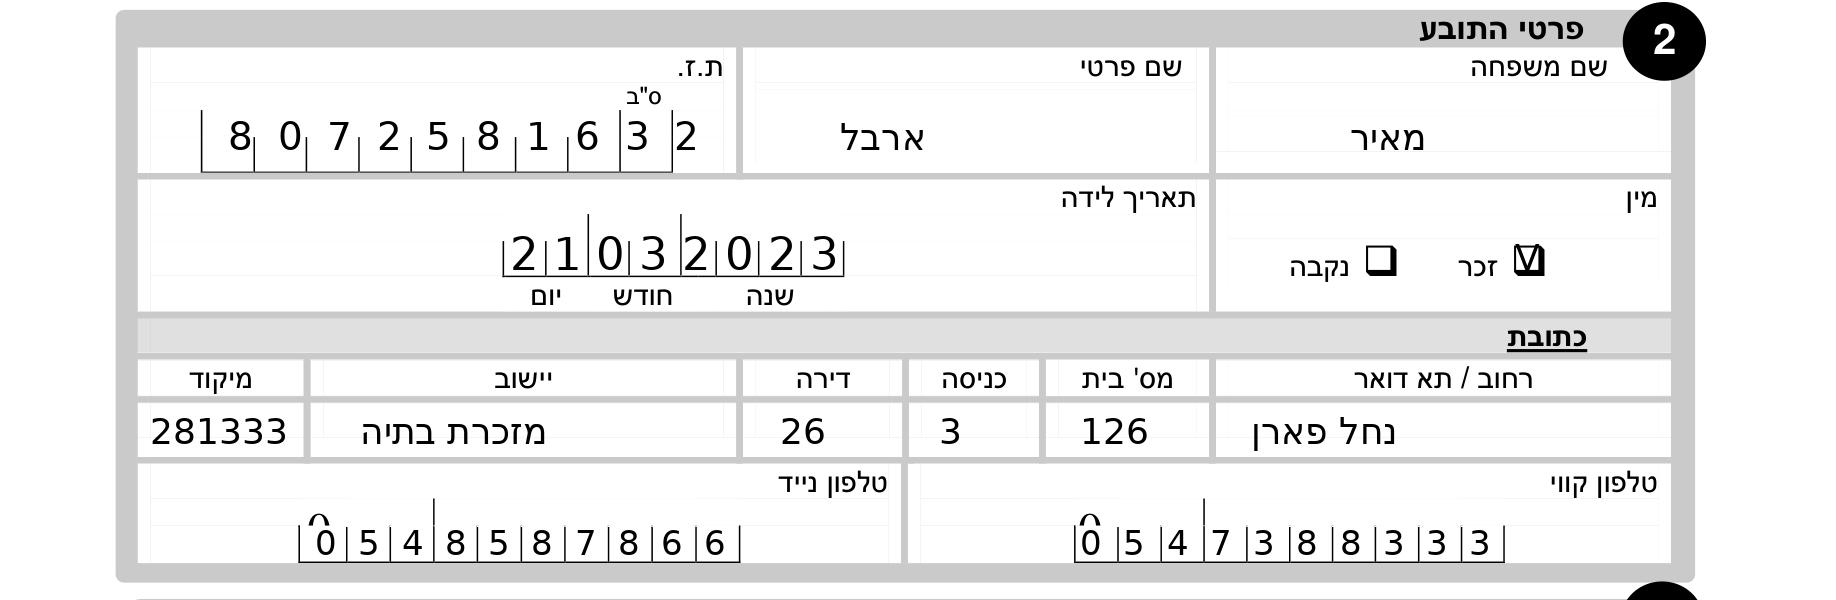 2
פרטי התובע
שם משפחה שם פרטי ת.ז.
ס"ב
מאיר ארבל 8 0 7 2 5 8 1 6 3 2
מין תאריך לידה
V זכר נקבה 2 1 0 3 2 0 2 3
יום חודש שנה
כתובת
רחוב / תא דואר מס' בית כניסה דירה יישוב מיקוד
נחל פארן 126 3 26 מזכרת בתיה 281333
טלפון קווי טלפון נייד
0 5 4 7 3 8 8 3 3 3 0 5 4 8 5 8 7 8 6 6